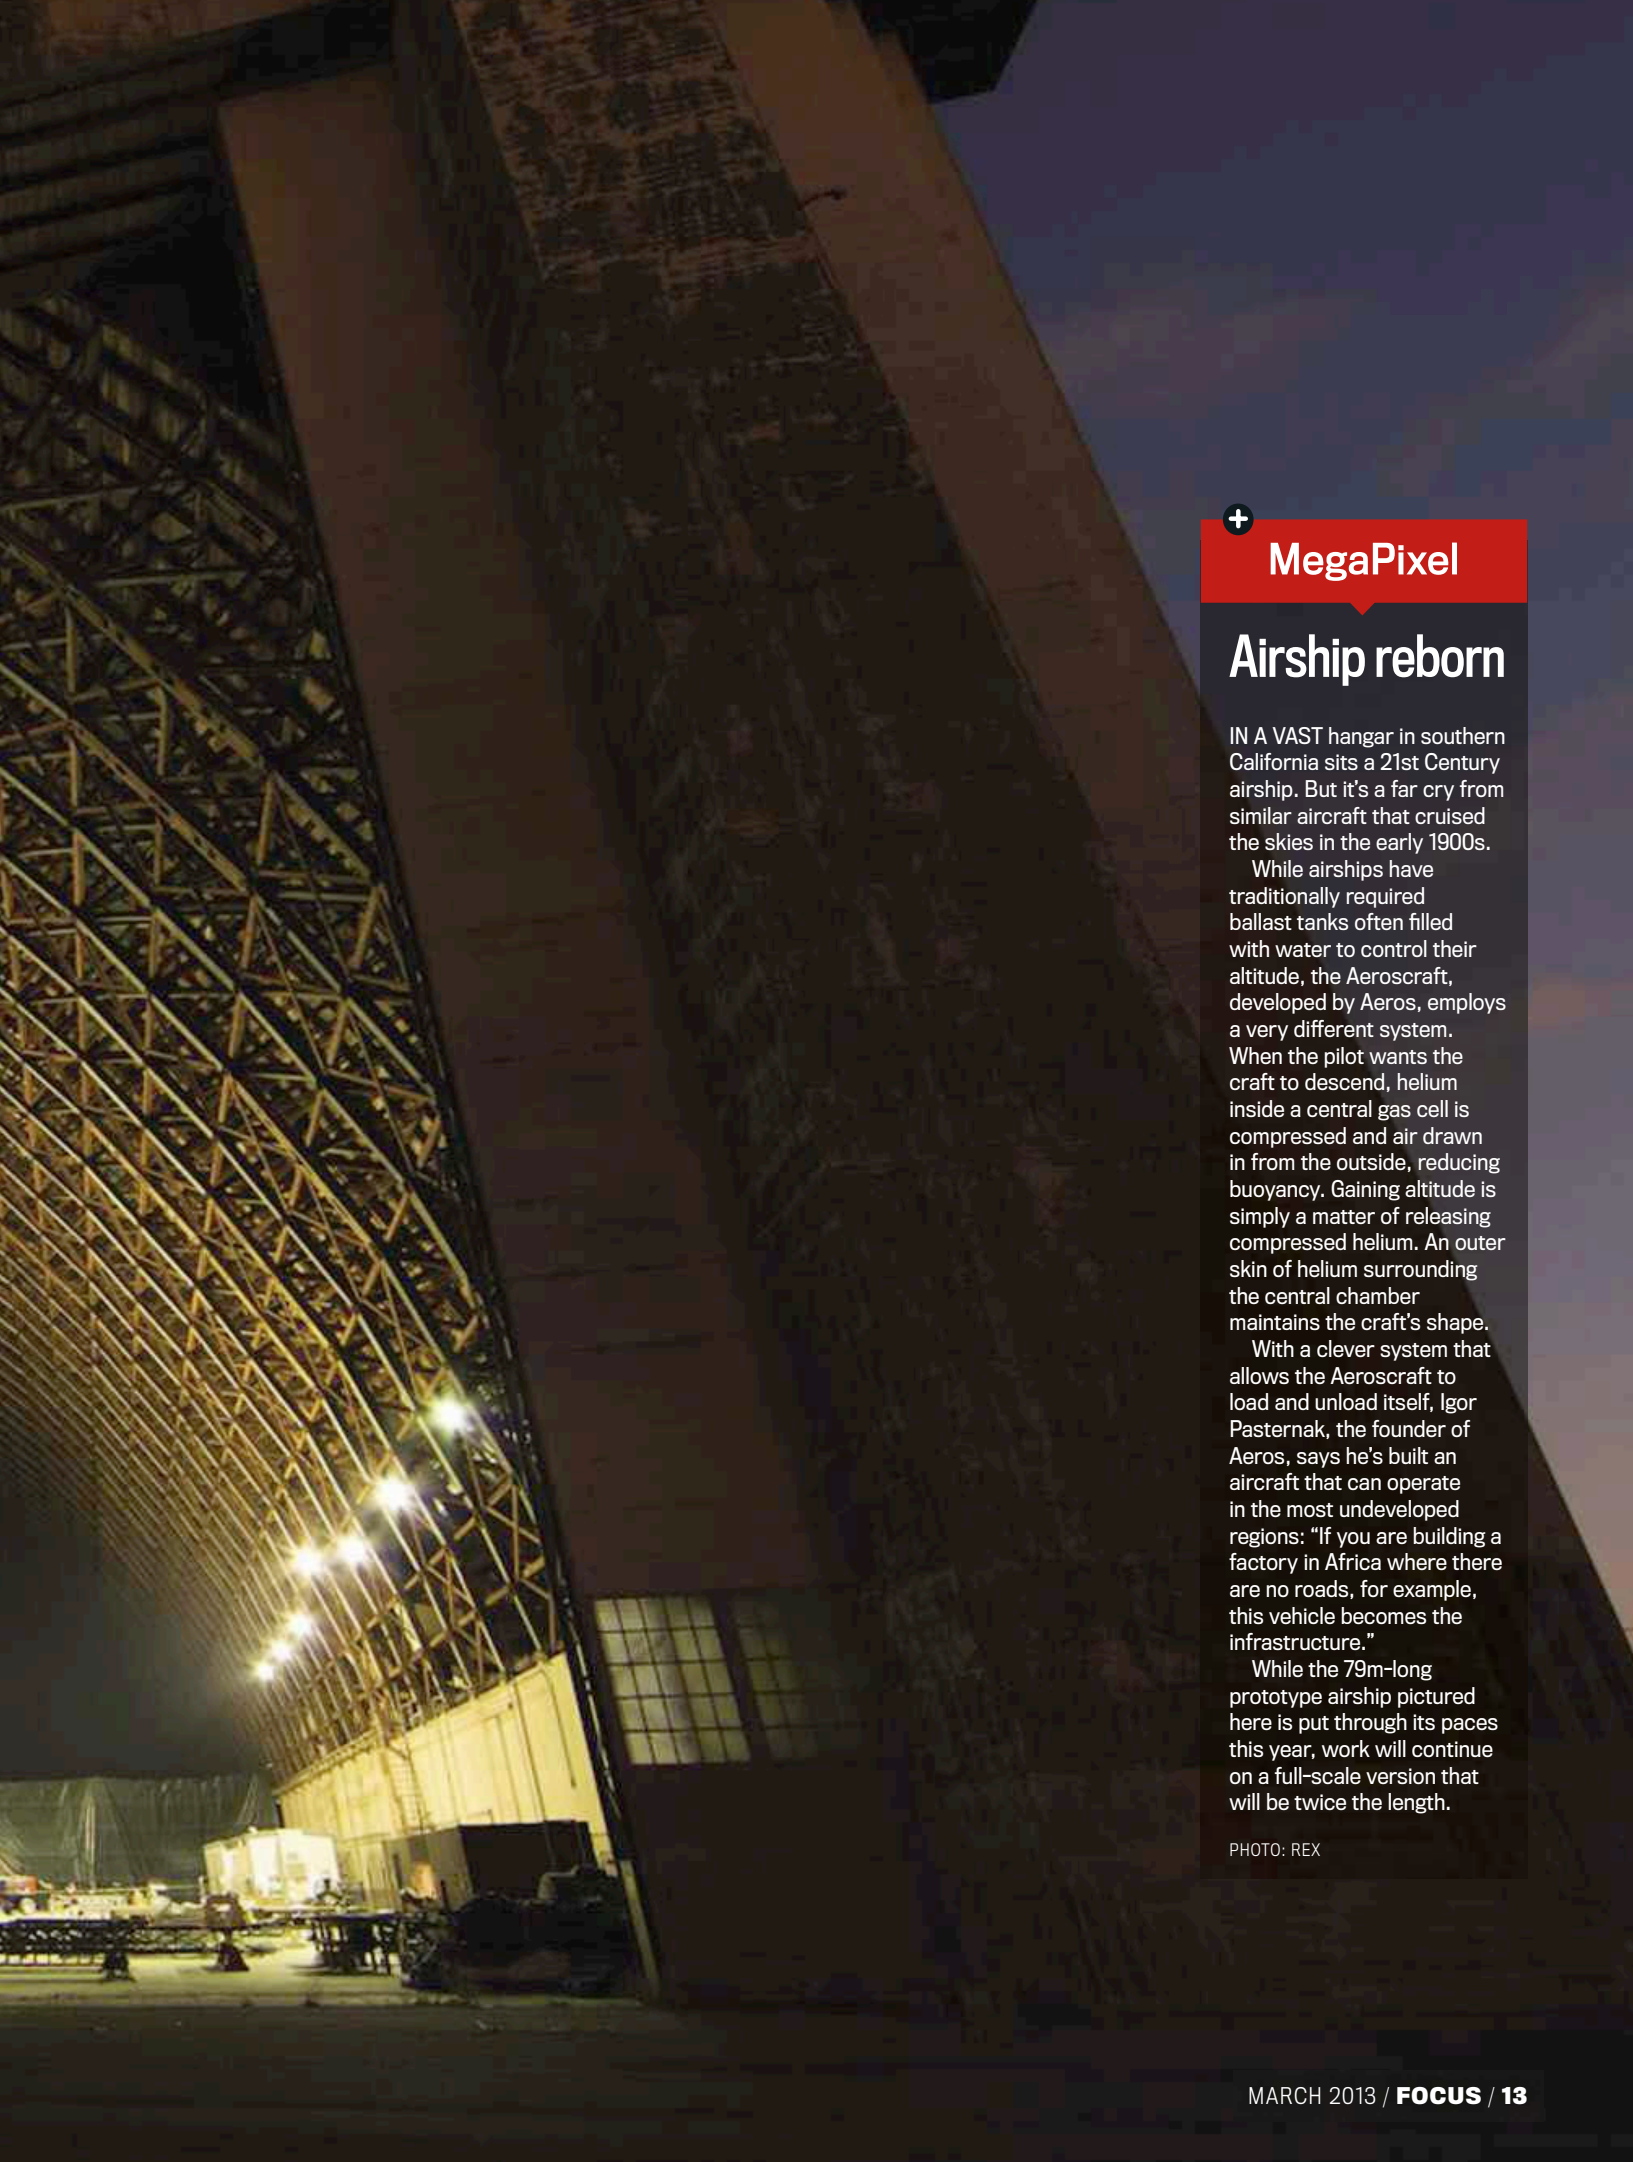 MegaPixel
Airship reborn
IN A VAST hangar in southern
California sits a 21st Century
airship. But it's a far cry from
similar aircraft that cruised
the skies in the early 1900s.
While airships have
traditionally required
ballast tanks often filled
with water to control their
altitude, the Aeroscraft,
developed by Aeros, employs
a very different system.
When the pilot wants the
craft to descend, helium
inside a central gas cell is
compressed and air drawn
in from the outside, reducing
buoyancy. Gaining altitude is
simply a matter of releasing
compressed helium. An outer
skin of helium surrounding
the central chamber
maintains the craft's shape.
With a clever system that
allows the Aeroscraft to
load and unload itself, Igor
Pasternak, the founder of
Aeros, says he's built an
aircraft that can operate
in the most undeveloped
regions: “If you are building a
factory in Africa where there
are no roads, for example,
this vehicle becomes the
infrastructure.”
While the 79m-long
prototype airship pictured
here is put through its paces
this year, work will continue
on a full-scale version that
will be twice the length.
PHOTO: REX
MARCH 2013 / FOCUS / 13